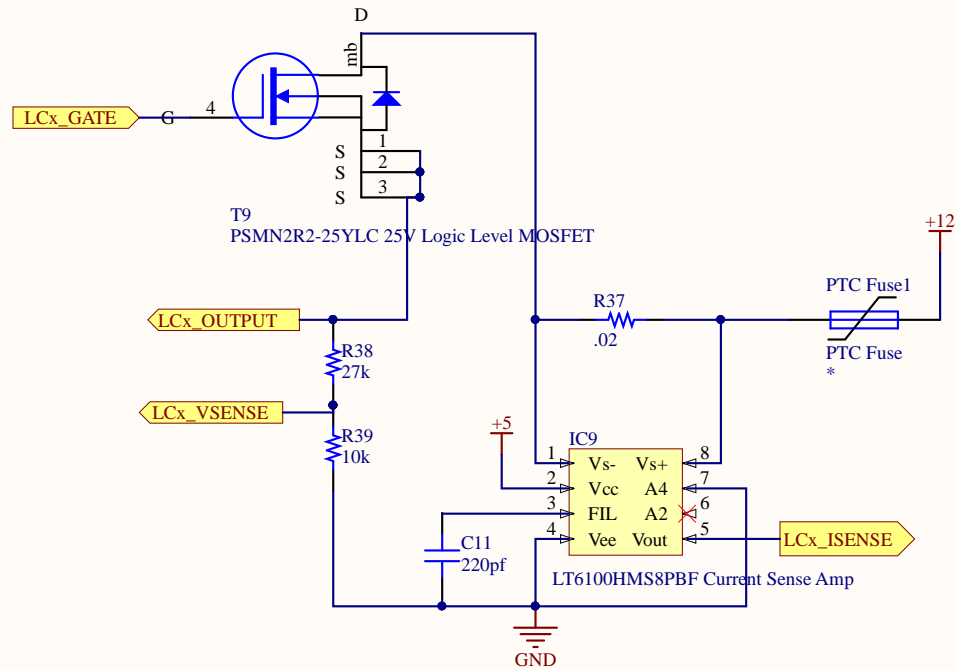 D
mb
LCx_GATE
G
4
1
S
2
S
3
S
T9
PSMN2R2-25YLC 25V Logic Level MOSFET
+12
PTC Fuse1
R37
.02
PTC Fuse
*
LCx_OUTPUT
R38
27k
LCx_VSENSE
R39
10k
+5
IC9
1
Vs-
Vs+
8
2
Vcc
A4
7
3
FIL
A2
6
4
Vee
Vout
5
LCx_ISENSE
C11
220pf
LT6100HMS8PBF Current Sense Amp
GND